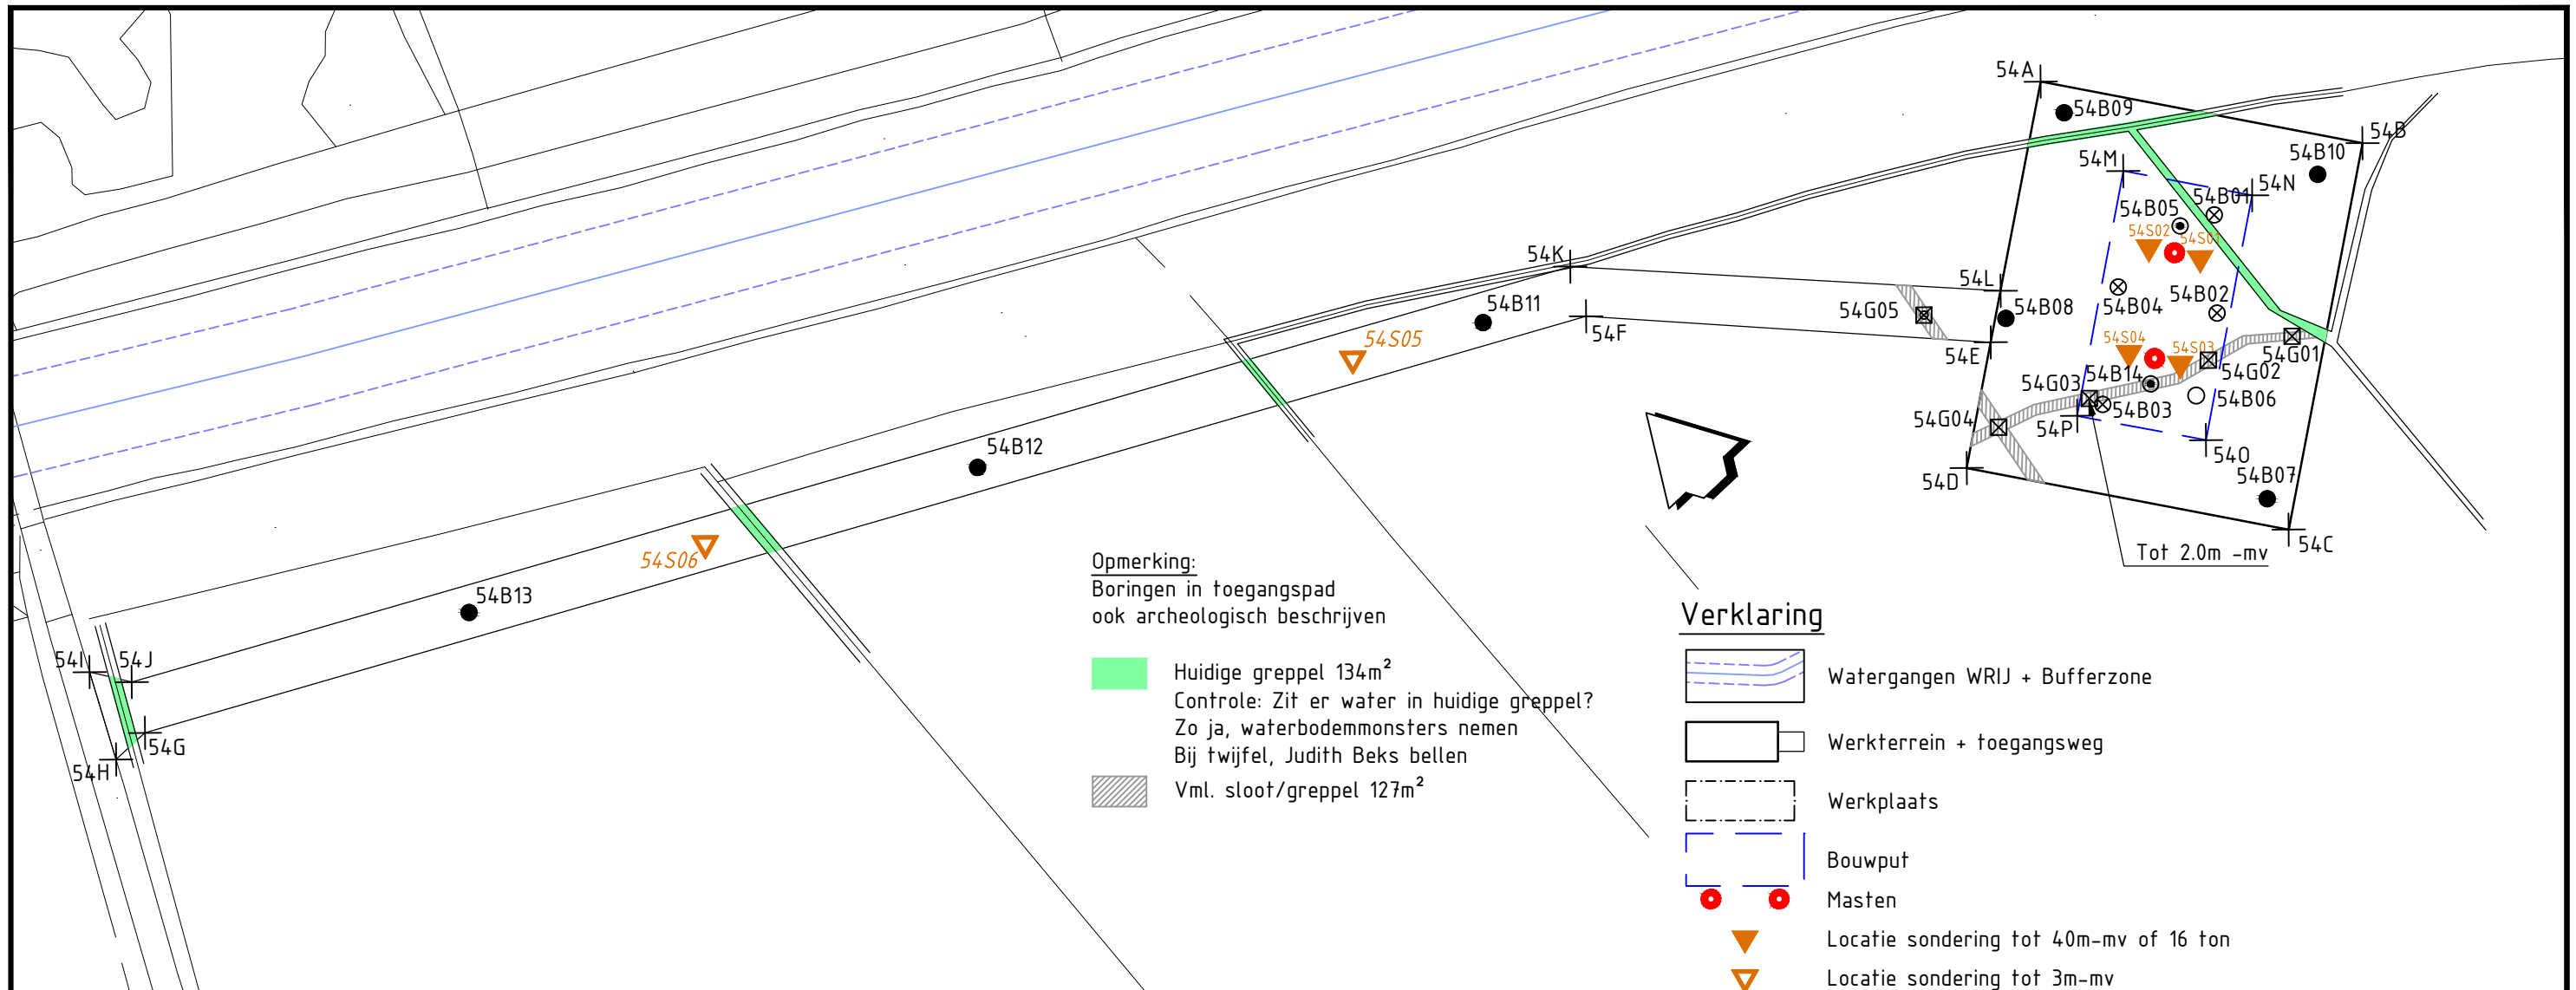 54A
54B09
54B
54B10
54M
54N
54B01
54B05
54S02
54S01
54K
54L
54B11
54G05
54B08
54B04
54B02
54F
54S05
54E
54S04
54S03
54G01
54G02
54B14
54G03
54B06
54B03
54G04
54P
54O
54B12
54D
54B07
54C
Tot 2.0m -mv
54S06
54B13
54I
54J
54G
54H
Opmerking:
Boringen in toegangspad
ook archeologisch beschrijven
Huidige greppel 134m²
Controle: Zit er water in huidige greppel?
Zo ja, waterbodemmonsters nemen
Bij twijfel, Judith Beks bellen
Vml. sloot/greppel 127m²
Verklaring
Watergangen WRIJ + Bufferzone
Werkterrein + toegangsweg
Werkplaats
Bouwput
Masten
Locatie sondering tot 40m-mv of 16 ton
Locatie sondering tot 3m-mv